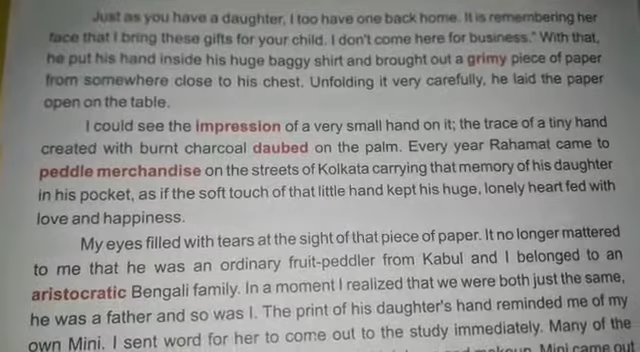 Just as you have a daughter, I too have one back home. It is remembering her
face that I bring these gifts for your child. I don't come here for business." With that,
he put his hand inside his huge baggy shirt and brought out a grimy piece of paper
from somewhere close to his chest. Unfolding it very carefully, he laid the paper
open on the table.
I could see the impression of a very small hand on it; the trace of a tiny hand
created with burnt charcoal daubed on the palm. Every year Rahamat came to
peddle merchandise on the streets of Kolkata carrying that memory of his daughter
in his pocket, as if the soft touch of that little hand kept his huge, lonely heart fed with
love and happiness.
My eyes filled with tears at the sight of that piece of paper. It no longer mattered
to me that he was an ordinary fruit-peddler from Kabul and I belonged to an
aristocratic Bengali family. In a moment I realized that we were both just the same,
he was a father and so was I. The print of his daughter's hand reminded me of my
own Mini. I sent word for her to come out to the study immediately. Many of the
and makeup. Mini came out